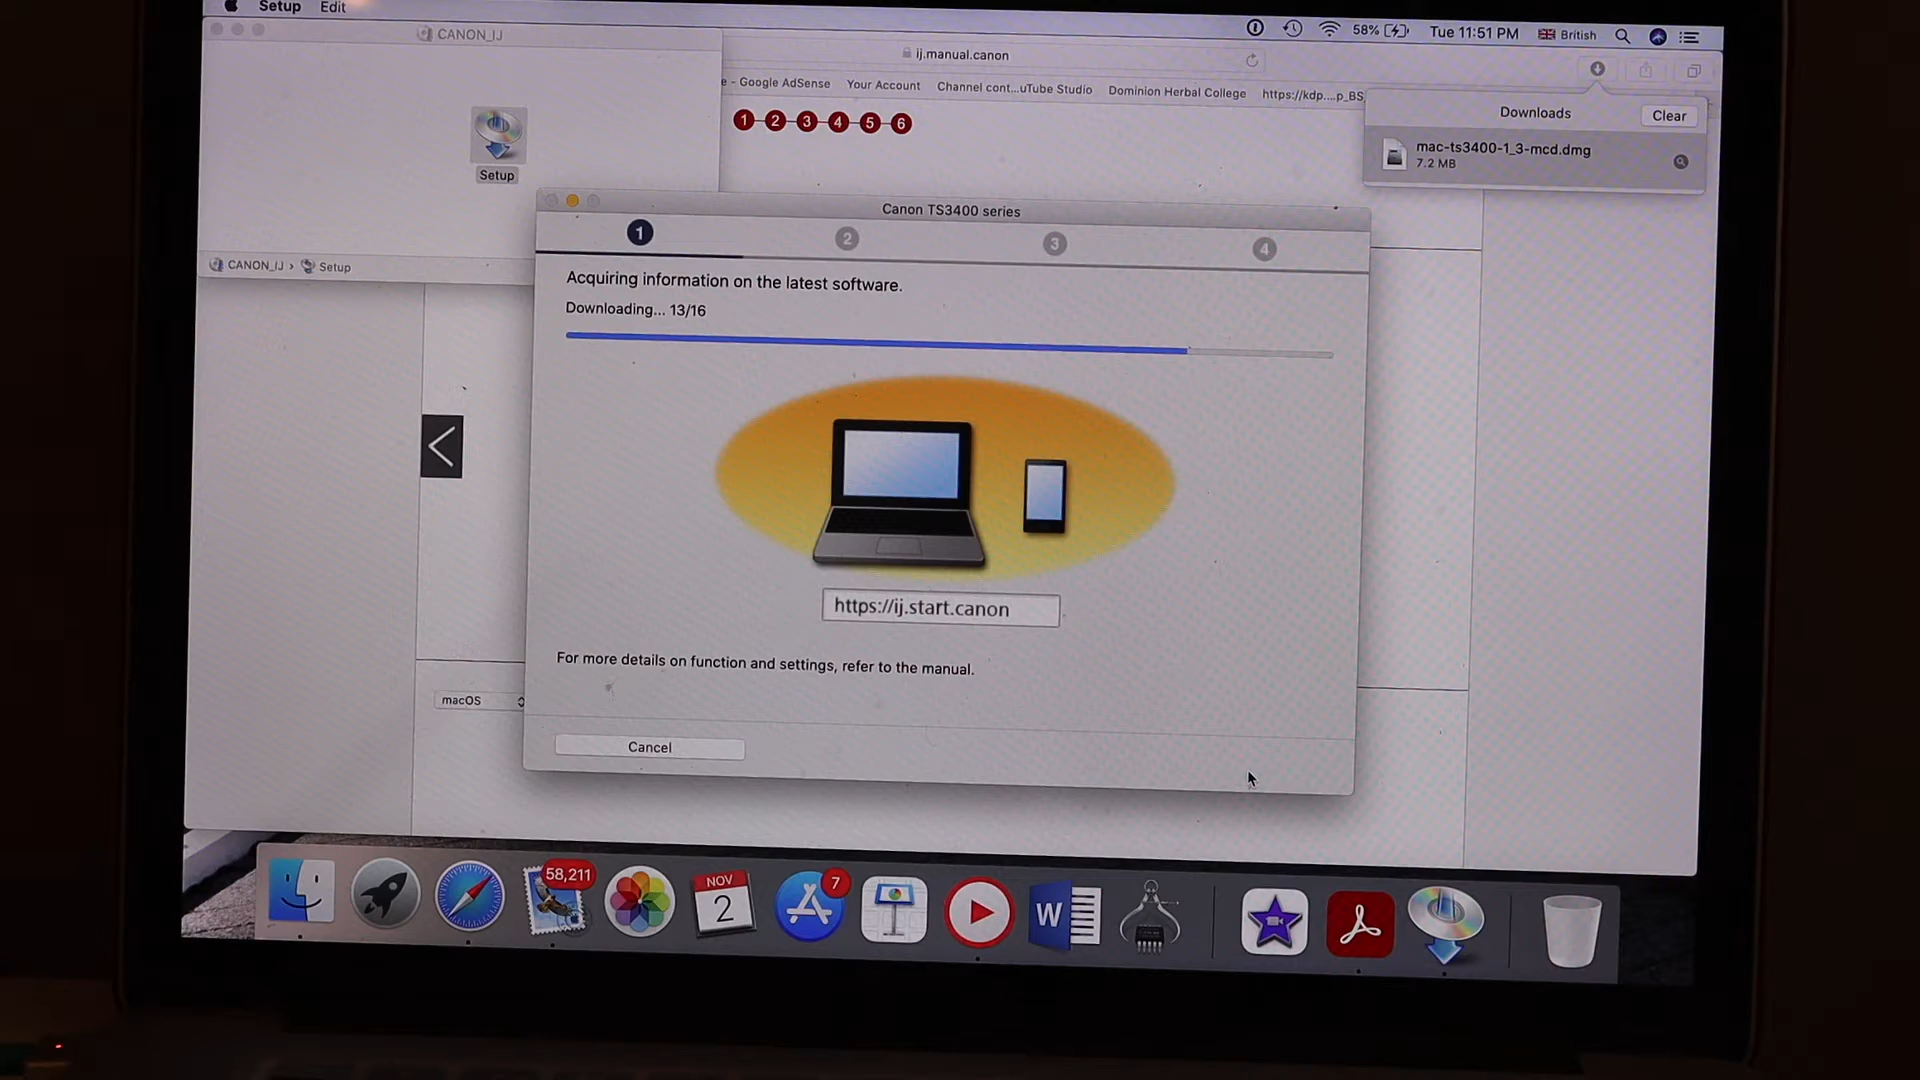 Setup Edit
58% Tue 11:51 PM British
CANON_IJ
ij.manual.canon
e - Google AdSense Your Account Channel cont...uTube Studio Dominion Herbal College https://kdp....p_BS
Downloads Clear
mac-ts3400-1_3-mcd.dmg
7.2 MB
1 2 3 4 5 6
Setup
Canon TS3400 series
1 2 3 4
CANON_IJ › Setup
Acquiring information on the latest software.
Downloading... 13/16
https://ij.start.canon
For more details on function and settings, refer to the manual.
macOS
Cancel
58,211
NOV
2
7
W